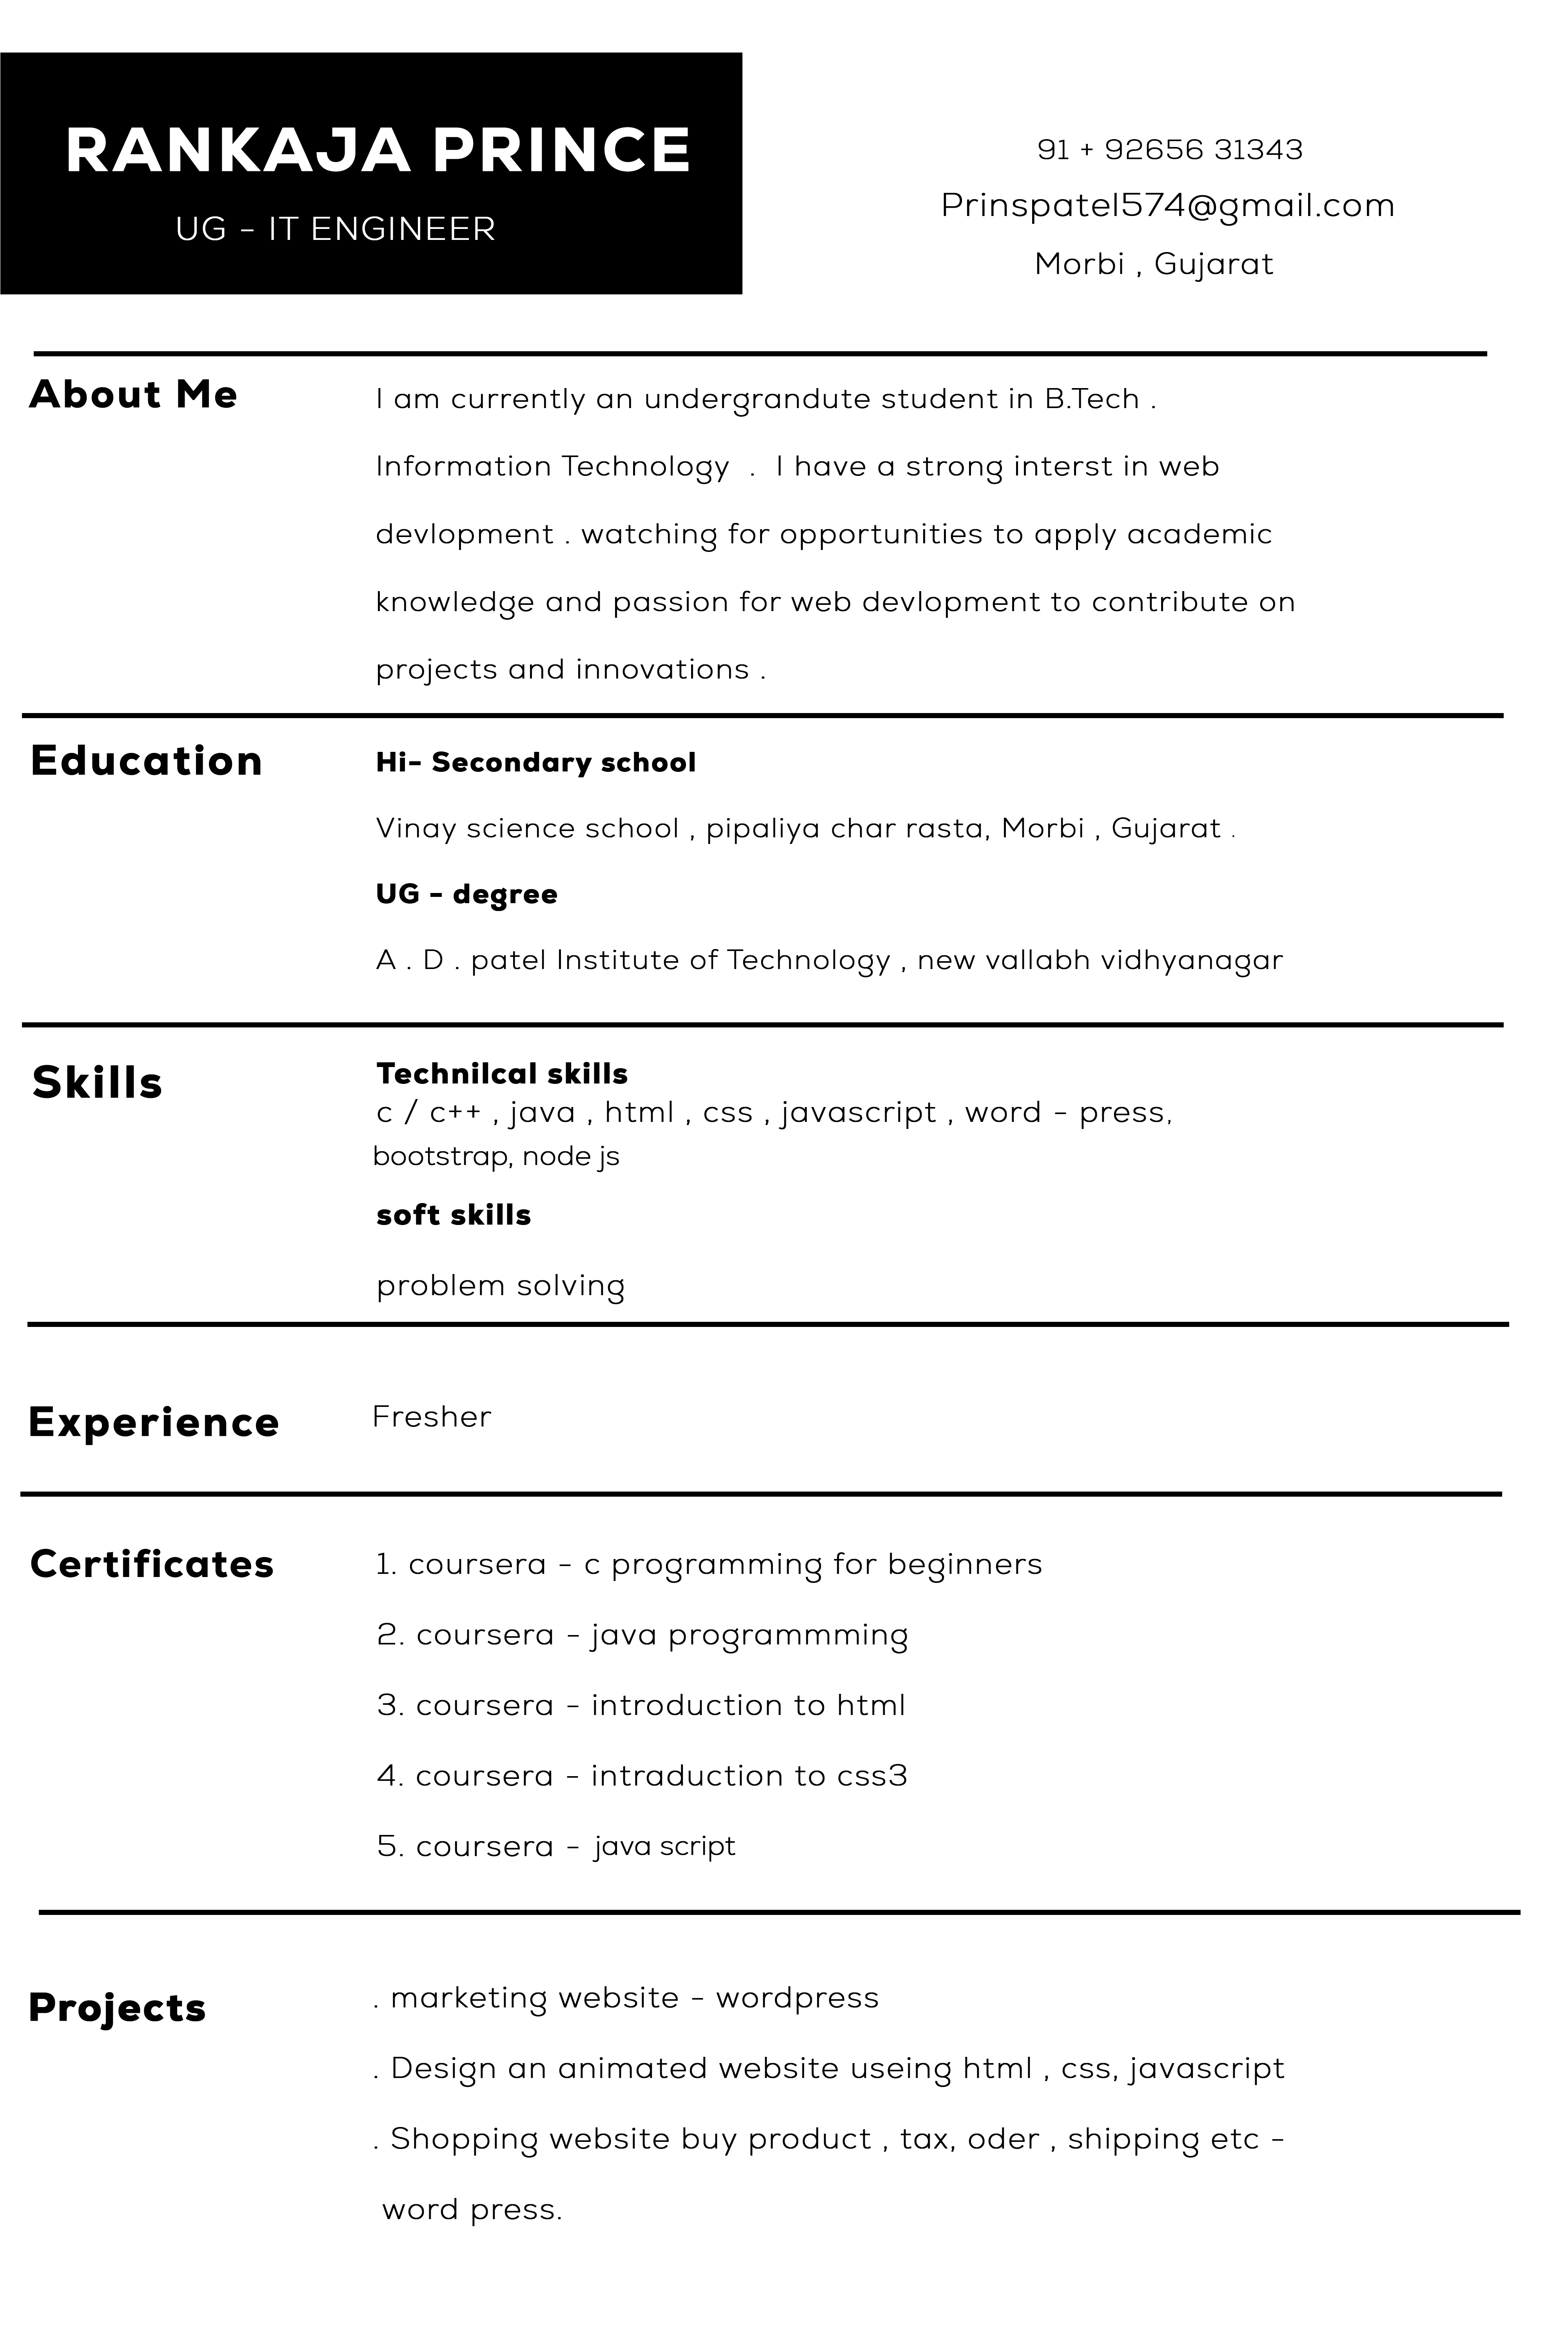 RANKAJA PRINCE
UG - IT ENGINEER
91 + 92656 31343
Prinspatel574@gmail.com
Morbi , Gujarat
About Me
I am currently an undergrandute student in B.Tech .
Information Technology . I have a strong interst in web
devlopment . watching for opportunities to apply academic
knowledge and passion for web devlopment to contribute on
projects and innovations .
Education
Hi- Secondary school
Vinay science school , pipaliya char rasta, Morbi , Gujarat .
UG - degree
A . D . patel Institute of Technology , new vallabh vidhyanagar
Skills
Technilcal skills
c / c++ , java , html , css , javascript , word - press,
bootstrap, node js
soft skills
problem solving
Experience
Fresher
Certificates
1. coursera - c programming for beginners
2. coursera - java programmming
3. coursera - introduction to html
4. coursera - intraduction to css3
5. coursera - java script
Projects
. marketing website - wordpress
. Design an animated website useing html , css, javascript
. Shopping website buy product , tax, oder , shipping etc -
word press.